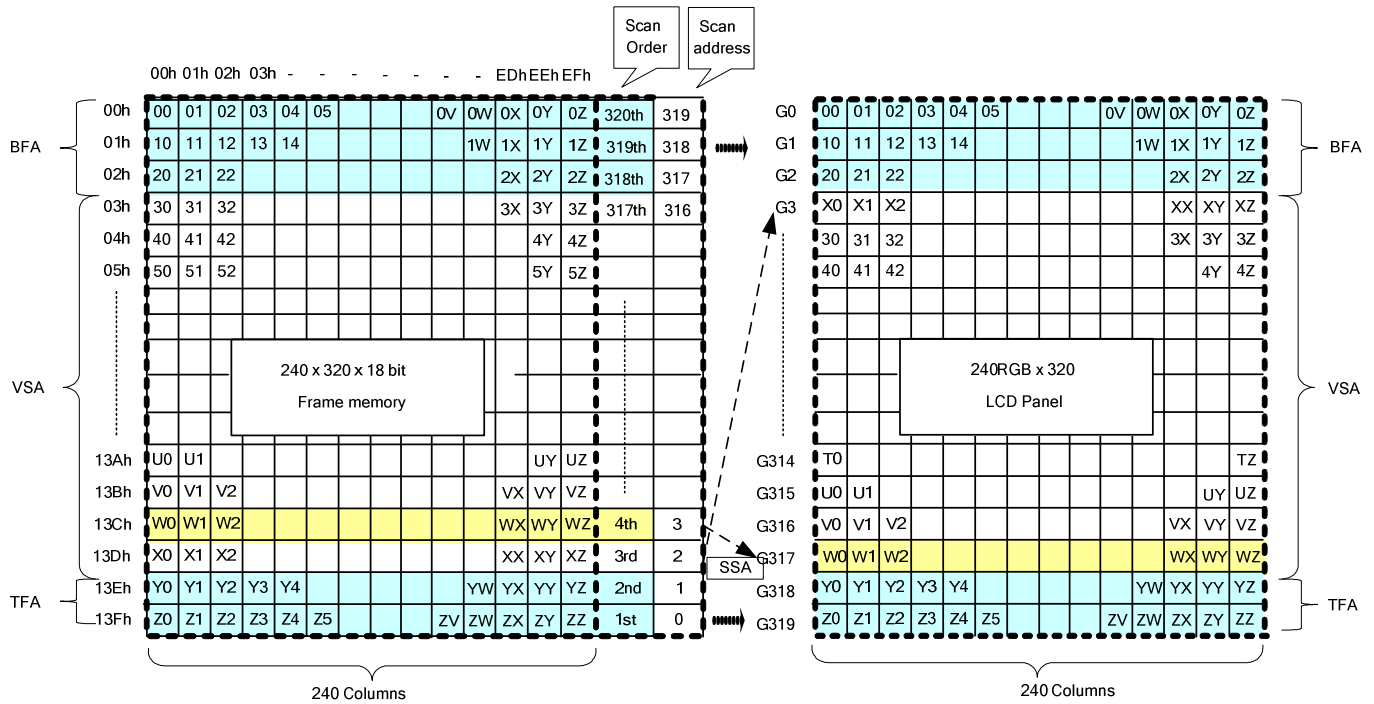 Scan Order
Scan address
00h 01h 02h 03h - - - - - - - EDh EEh EFh
00h 00 01 02 03 04 05 0V 0W 0X 0Y 0Z 320th 319
01h 10 11 12 13 14 1W 1X 1Y 1Z 319th 318
02h 20 21 22 2X 2Y 2Z 318th 317
03h 30 31 32 3X 3Y 3Z 317th 316
04h 40 41 42 4Y 4Z
05h 50 51 52 5Y 5Z
BFA
VSA
TFA
240 x 320 x 18 bit
Frame memory
13Ah U0 U1 UY UZ
13Bh V0 V1 V2 VX VY VZ
13Ch W0 W1 W2 WX WY WZ 4th 3
13Dh X0 X1 X2 XX XY XZ 3rd 2
13Eh Y0 Y1 Y2 Y3 Y4 YW YX YY YZ 2nd 1
13Fh Z0 Z1 Z2 Z3 Z4 Z5 ZV ZW ZX ZY ZZ 1st 0
240 Columns
SSA
G0 00 01 02 03 04 05 0V 0W 0X 0Y 0Z
G1 10 11 12 13 14 1W 1X 1Y 1Z
G2 20 21 22 2X 2Y 2Z
G3 X0 X1 X2 XX XY XZ
30 31 32 3X 3Y 3Z
40 41 42 4Y 4Z
240RGB x 320
LCD Panel
G314 T0 TZ
G315 U0 U1 UY UZ
G316 V0 V1 V2 VX VY VZ
G317 W0 W1 W2 WX WY WZ
G318 Y0 Y1 Y2 Y3 Y4 YW YX YY YZ
G319 Z0 Z1 Z2 Z3 Z4 Z5 ZV ZW ZX ZY ZZ
BFA
VSA
TFA
240 Columns